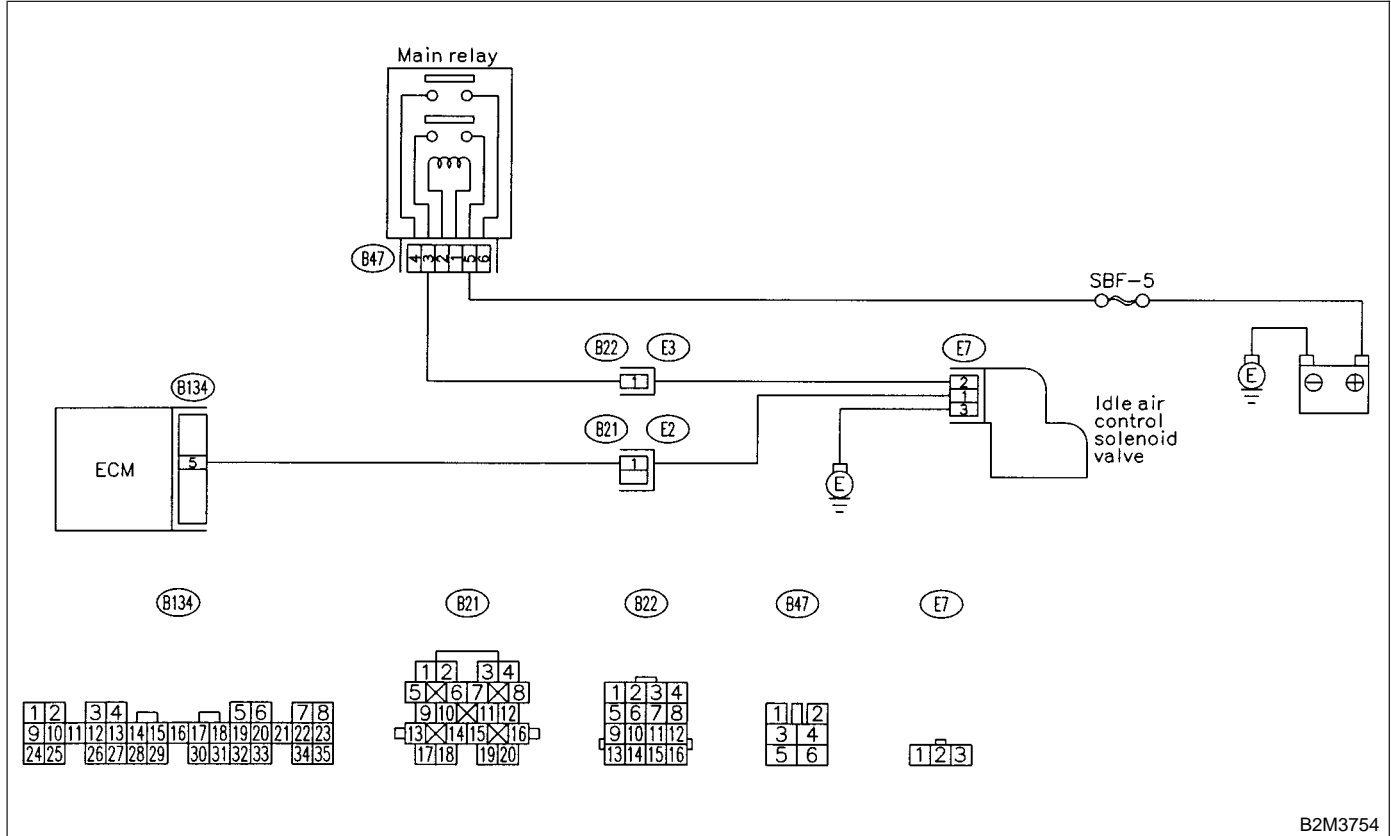 Main relay
B47
4 3 2 1 5 6
SBF-5
B22 E3
E7
1
2
1
3
E
⊖ ⊕
B134
B21 E2
Idle air
control
solenoid
valve
5
ECM
1
E
B134 B21 B22 B47 E7
1 2 3 4 5 6 7 8
9 10 11 12 13 14 15 16 17 18 19 20 21 22 23
24 25 26 27 28 29 30 31 32 33 34 35
1 2 3 4
5 6 7 8
9 10 11 12
13 14 15 16
17 18 19 20
1 2 3 4
5 6 7 8
9 10 11 12
13 14 15 16
1 2
3 4
5 6
1 2 3
B2M3754